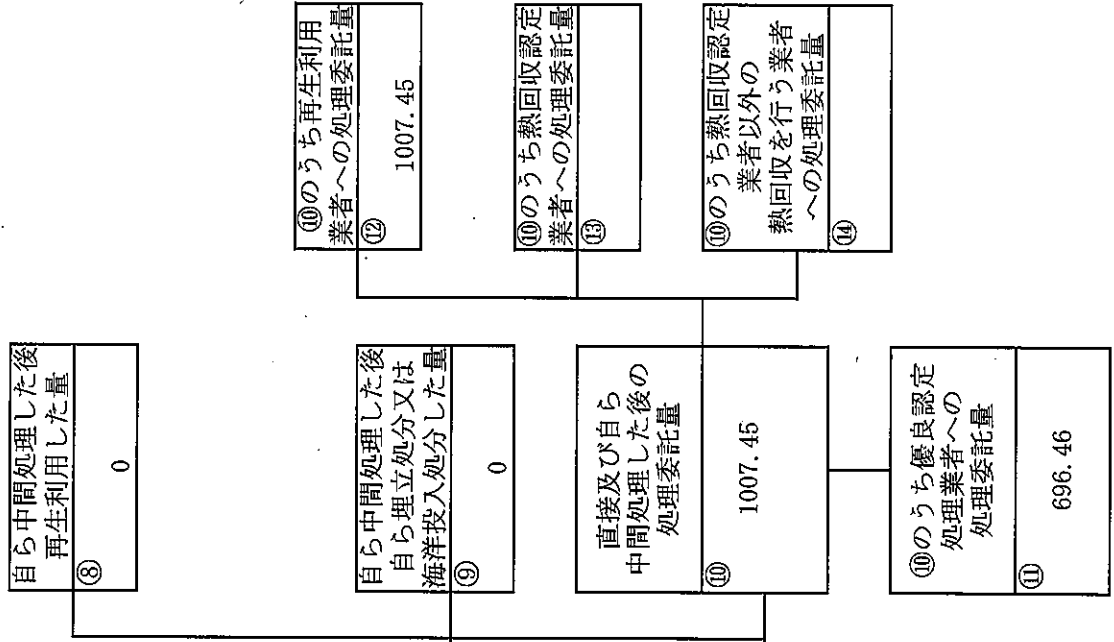 自ら中間処理した後
再生利用した量
⑧
0
自ら中間処理した後
自ら埋立処分又は
海洋投入処分した量
⑨
0
直接及び自ら
中間処理した後の
処理委託量
⑩
1007.45
⑩のうち優良認定
処理業者への
処理委託量
⑪
696.46
⑩のうち再生利用
業者への処理委託量
⑫
1007.45
⑩のうち熱回収認定
業者への処理委託量
⑬
⑩のうち熱回収認定
業者以外の
熱回収を行う業者
への処理委託量
⑭